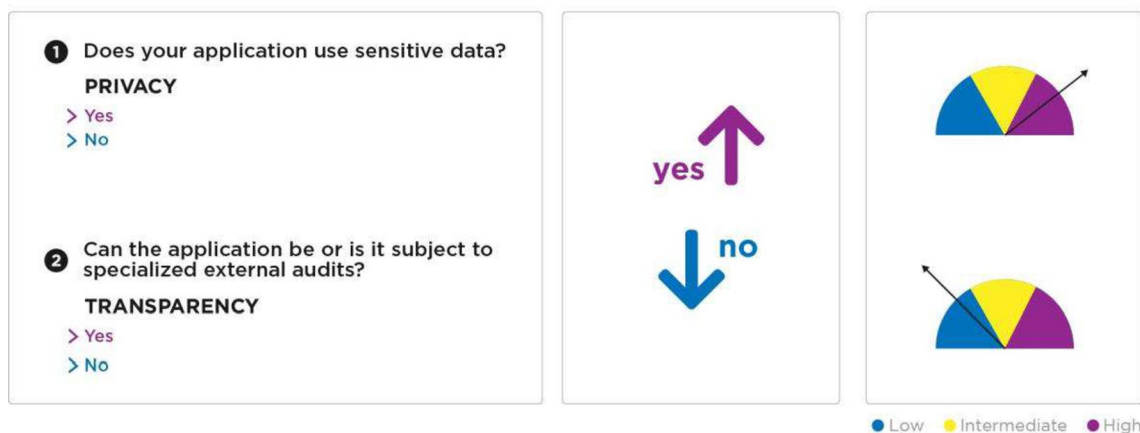 1 Does your application use sensitive data?
PRIVACY
> Yes
> No
2 Can the application be or is it subject to
specialized external audits?
TRANSPARENCY
> Yes
> No
yes
no
Low Intermediate High